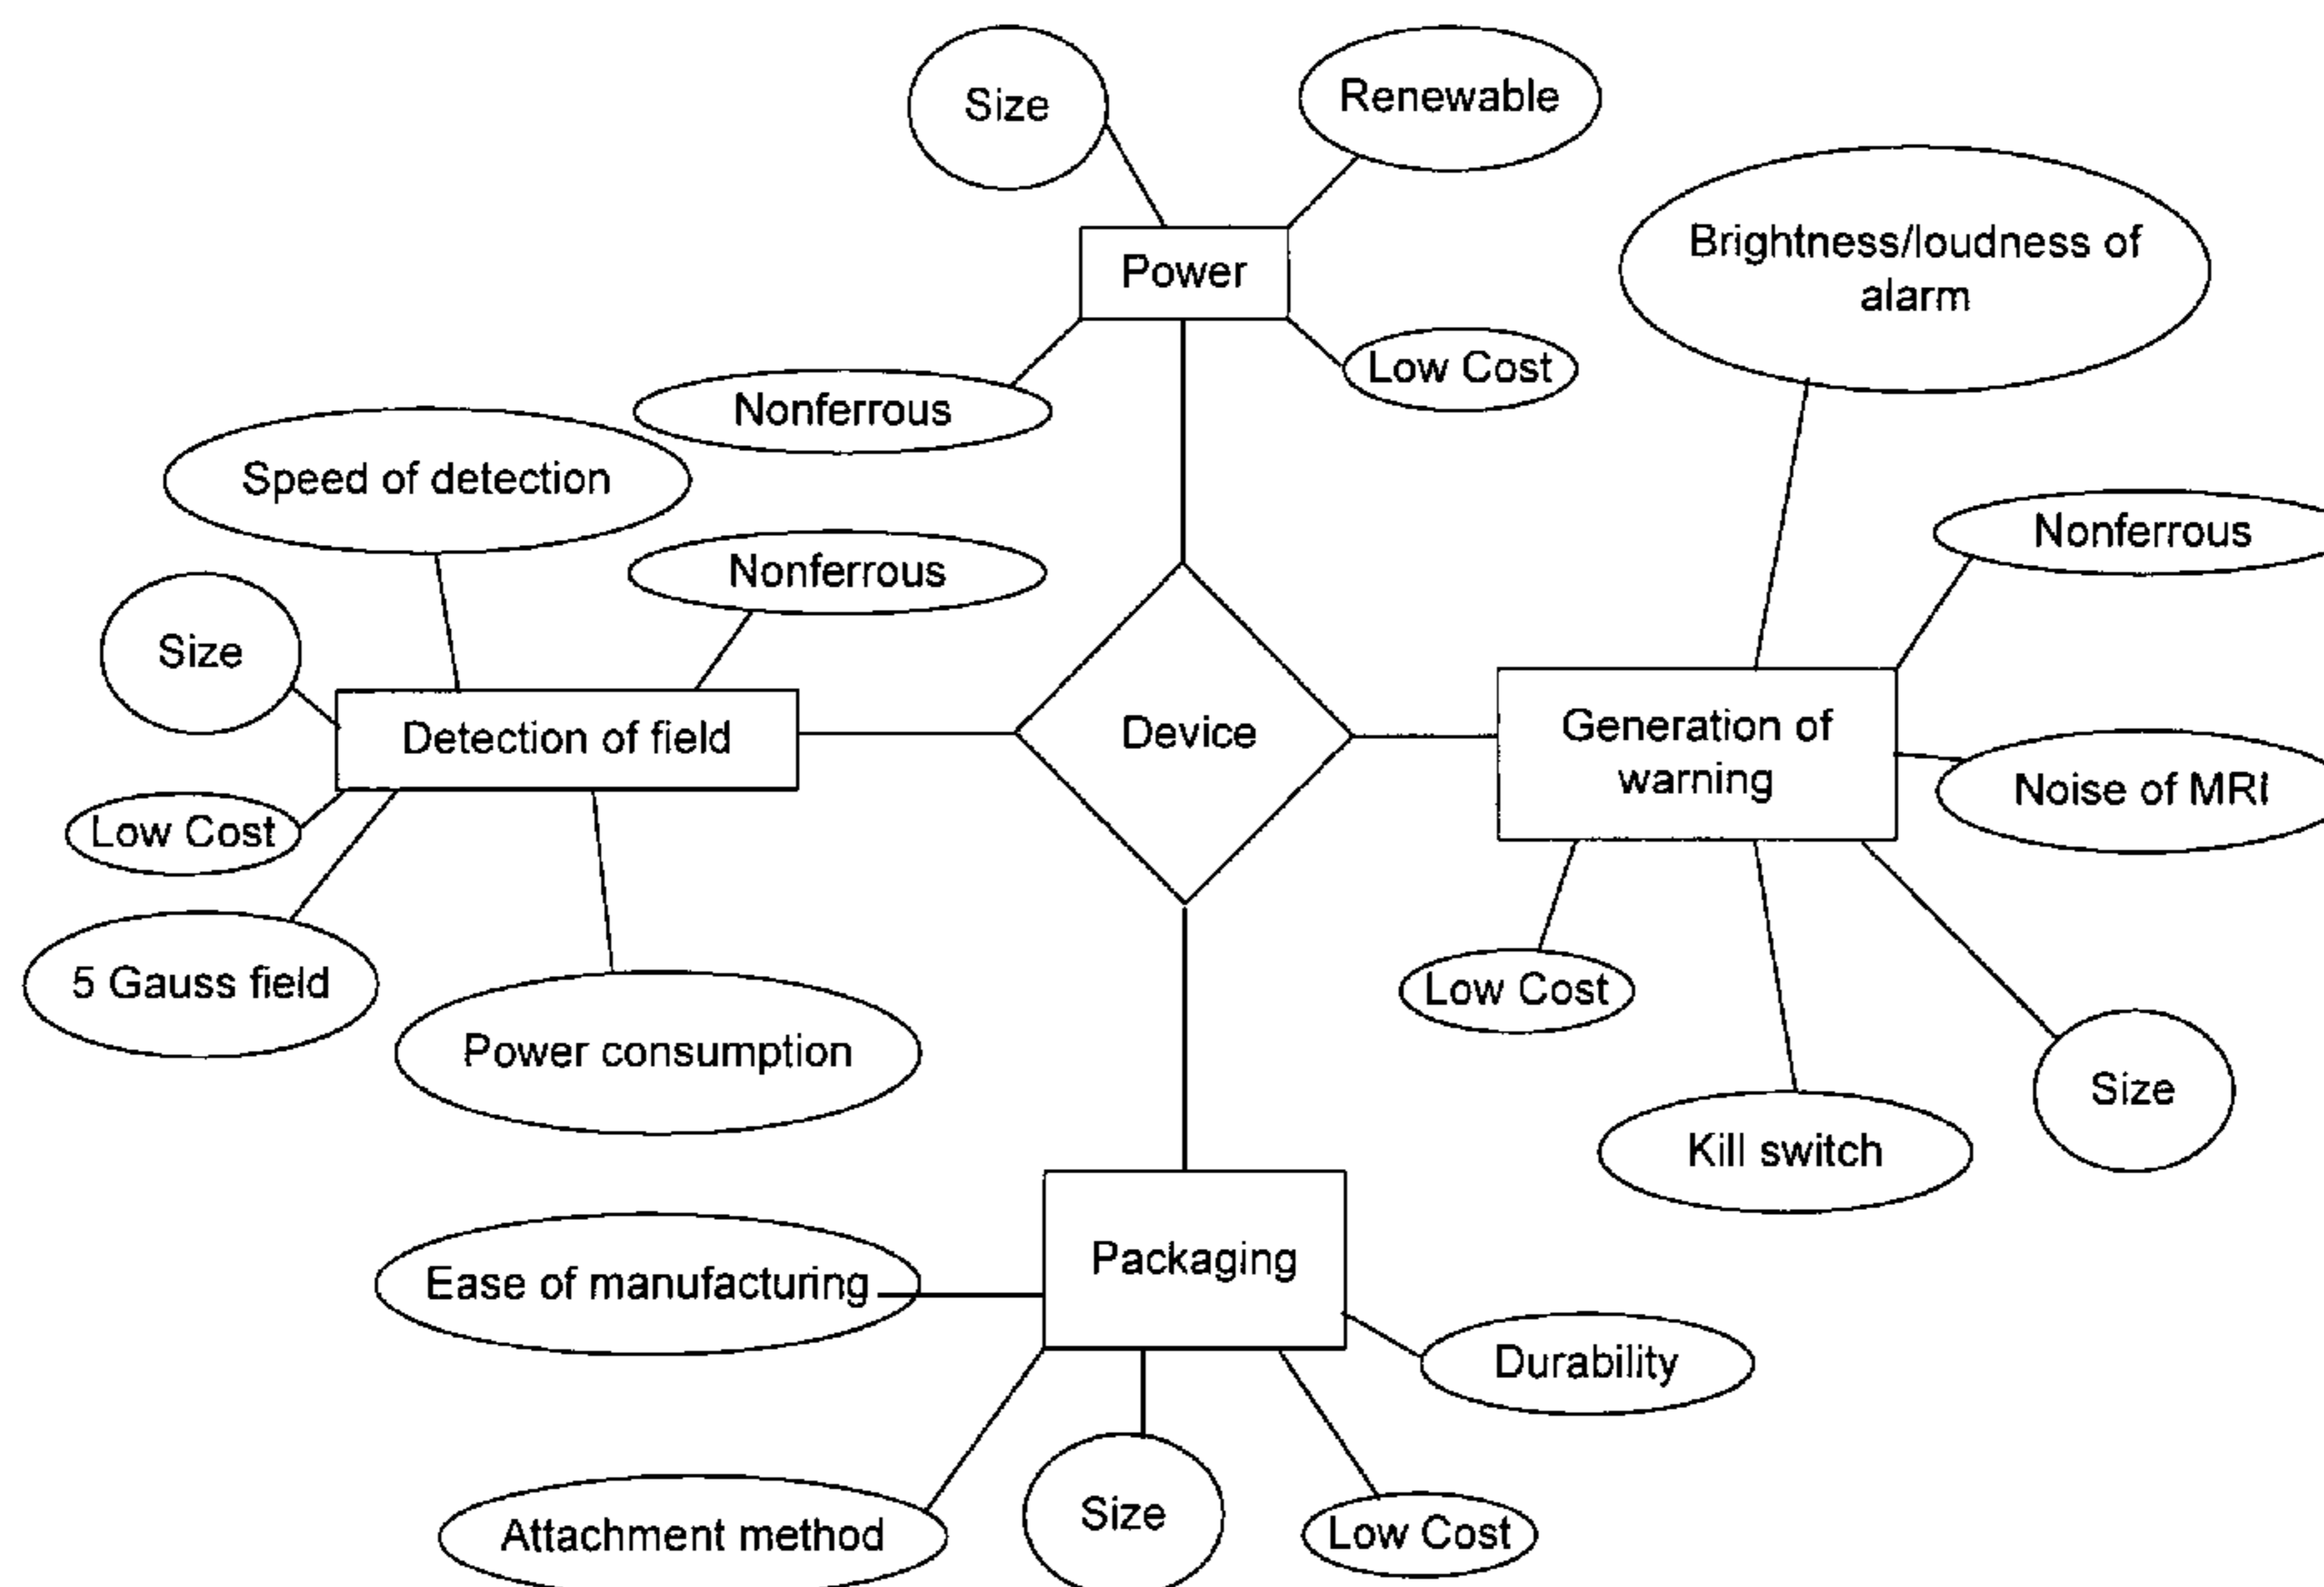 Size
Renewable
Power
Brightness/loudness of
alarm
Low Cost
Nonferrous
Speed of detection
Nonferrous
Nonferrous
Size
Detection of field
Device
Generation of
warning
Noise of MRI
Low Cost
5 Gauss field
Low Cost
Power consumption
Size
Kill switch
Packaging
Ease of manufacturing
Durability
Attachment method
Size
Low Cost